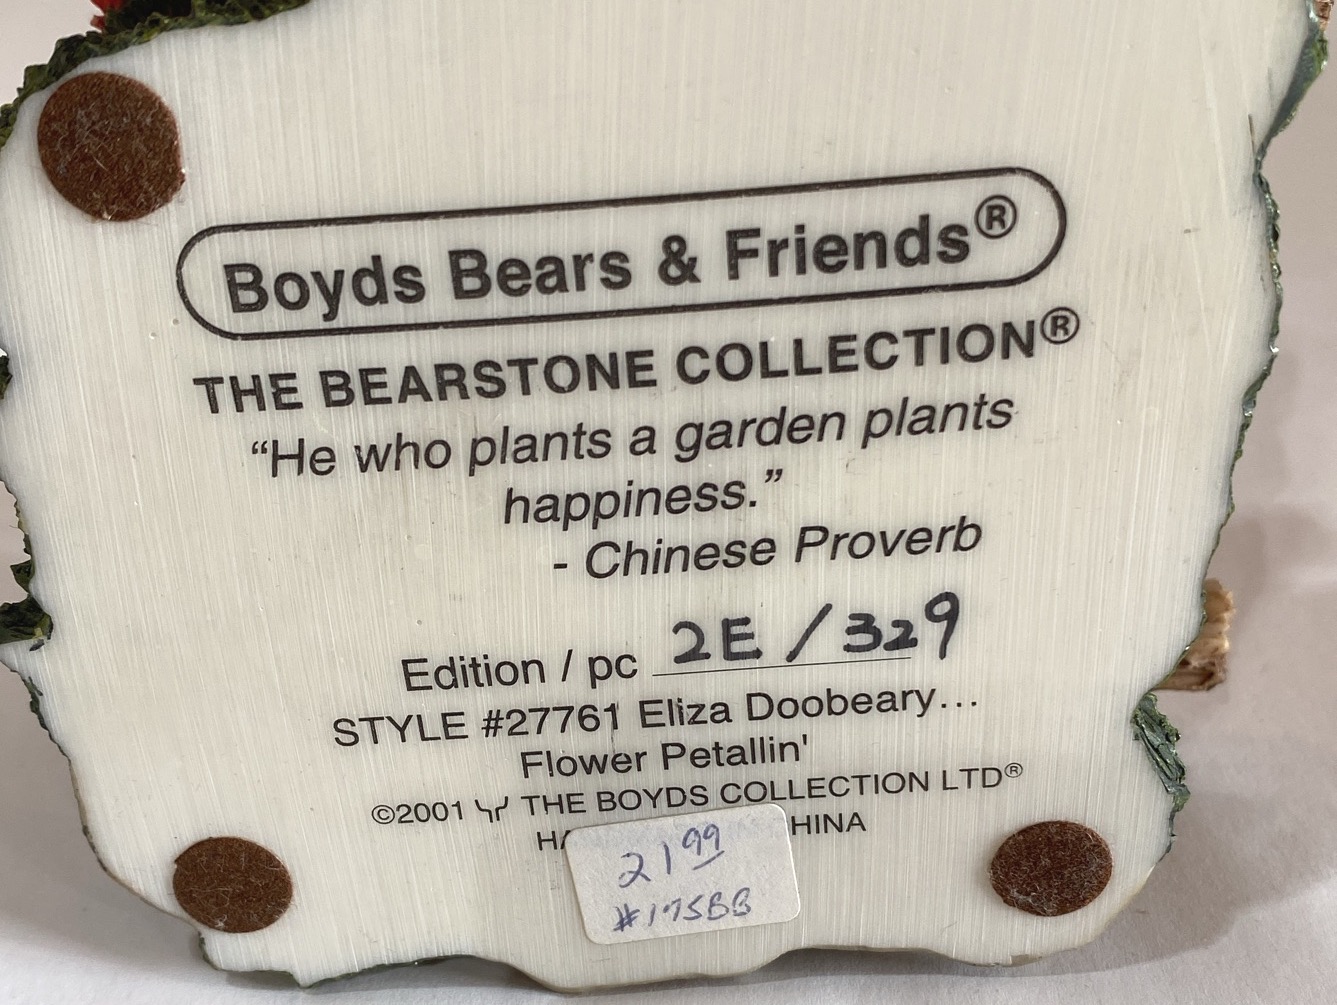 Boyds Bears & Friends®
THE BEARSTONE COLLECTION®
“He who plants a garden plants
happiness.”
- Chinese Proverb
Edition / pc 2E / 329
STYLE #27761 Eliza Doobeary...
Flower Petallin'
©2001 THE BOYDS COLLECTION LTD®
21 99
#175BB